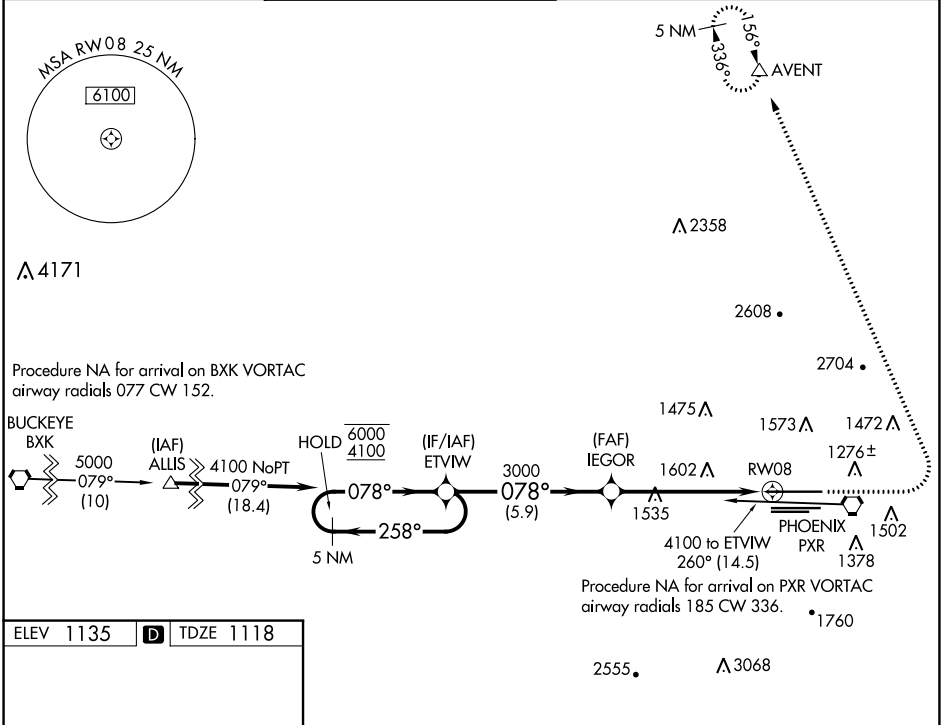 MSA RW08 25 NM
6100
5 NM
336°
156°
AVENT
4171
2358
2608
2704
Procedure NA for arrival on BXK VORTAC
airway radials 077 CW 152.
BUCKEYE
BXK
5000
079°
(10)
(IAF)
ALLIS
4100 NoPT
079°
(18.4)
HOLD
6000
4100
078°
258°
5 NM
(IF/IAF)
ETVIW
3000
078°
(5.9)
(FAF)
IEGOR
1475
1602
1535
1573
1472
1276±
RW08
PHOENIX
PXR
1502
1378
4100 to ETVIW
260° (14.5)
Procedure NA for arrival on PXR VORTAC
airway radials 185 CW 336.
1760
2555
3068
ELEV 1135 D TDZE 1118